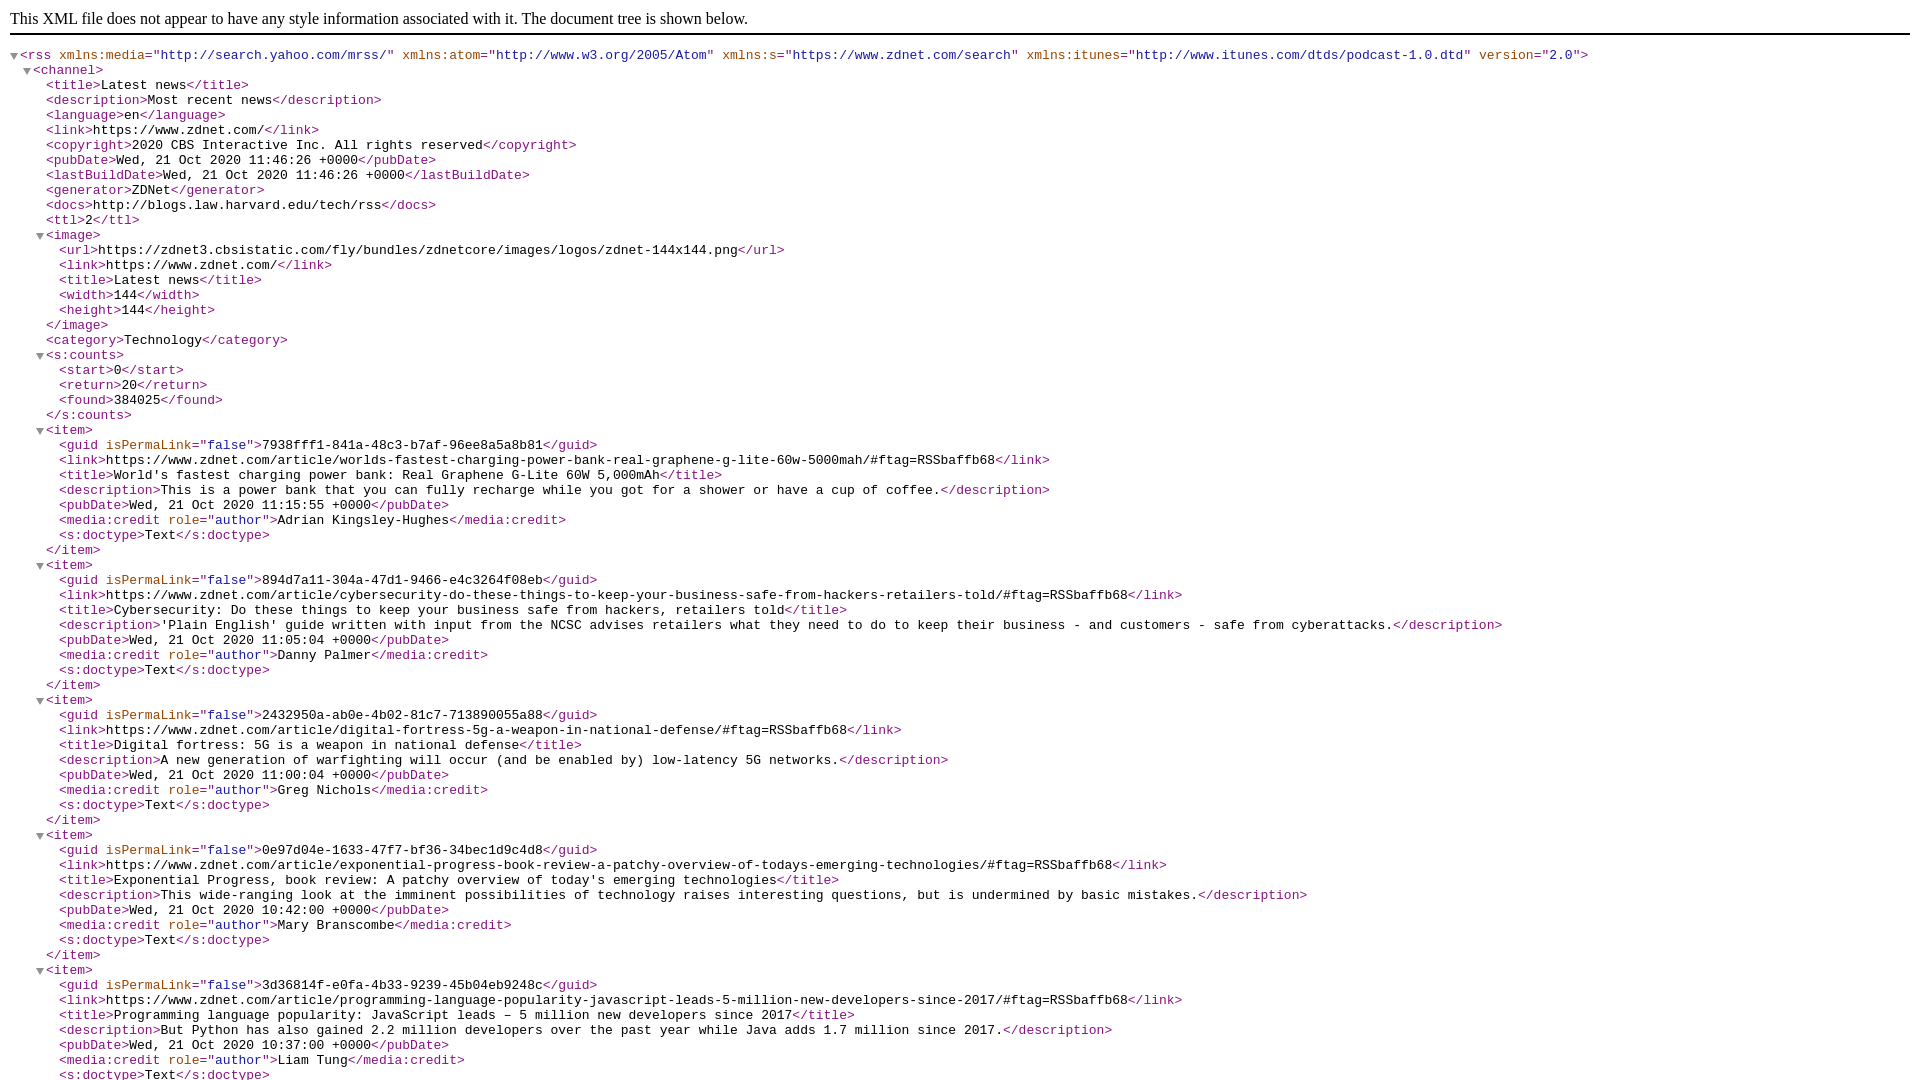 This XML file does not appear to have any style information associated with it. The document tree is shown below.
<rss xmlns:media="http://search.yahoo.com/mrss/" xmlns:atom="http://www.w3.org/2005/Atom" xmlns:s="https://www.zdnet.com/search" xmlns:itunes="http://www.itunes.com/dtds/podcast-1.0.dtd" version="2.0">
<channel>
<title>Latest news</title>
<description>Most recent news</description>
<language>en</language>
<link>https://www.zdnet.com/</link>
<copyright>2020 CBS Interactive Inc. All rights reserved</copyright>
<pubDate>Wed, 21 Oct 2020 11:46:26 +0000</pubDate>
<lastBuildDate>Wed, 21 Oct 2020 11:46:26 +0000</lastBuildDate>
<generator>ZDNet</generator>
<docs>http://blogs.law.harvard.edu/tech/rss</docs>
<ttl>2</ttl>
<image>
<url>https://zdnet3.cbsistatic.com/fly/bundles/zdnetcore/images/logos/zdnet-144x144.png</url>
<link>https://www.zdnet.com/</link>
<title>Latest news</title>
<width>144</width>
<height>144</height>
</image>
<category>Technology</category>
<s:counts>
<start>0</start>
<return>20</return>
<found>384025</found>
</s:counts>
<item>
<guid isPermaLink="false">7938fff1-841a-48c3-b7af-96ee8a5a8b81</guid>
<link>https://www.zdnet.com/article/worlds-fastest-charging-power-bank-real-graphene-g-lite-60w-5000mah/#ftag=RSSbaffb68</link>
<title>World's fastest charging power bank: Real Graphene G-Lite 60W 5,000mAh</title>
<description>This is a power bank that you can fully recharge while you got for a shower or have a cup of coffee.</description>
<pubDate>Wed, 21 Oct 2020 11:15:55 +0000</pubDate>
<media:credit role="author">Adrian Kingsley-Hughes</media:credit>
<s:doctype>Text</s:doctype>
</item>
<item>
<guid isPermaLink="false">894d7a11-304a-47d1-9466-e4c3264f08eb</guid>
<link>https://www.zdnet.com/article/cybersecurity-do-these-things-to-keep-your-business-safe-from-hackers-retailers-told/#ftag=RSSbaffb68</link>
<title>Cybersecurity: Do these things to keep your business safe from hackers, retailers told</title>
<description>'Plain English' guide written with input from the NCSC advises retailers what they need to do to keep their business - and customers - safe from cyberattacks.</description>
<pubDate>Wed, 21 Oct 2020 11:05:04 +0000</pubDate>
<media:credit role="author">Danny Palmer</media:credit>
<s:doctype>Text</s:doctype>
</item>
<item>
<guid isPermaLink="false">2432950a-ab0e-4b02-81c7-713890055a88</guid>
<link>https://www.zdnet.com/article/digital-fortress-5g-a-weapon-in-national-defense/#ftag=RSSbaffb68</link>
<title>Digital fortress: 5G is a weapon in national defense</title>
<description>A new generation of warfighting will occur (and be enabled by) low-latency 5G networks.</description>
<pubDate>Wed, 21 Oct 2020 11:00:04 +0000</pubDate>
<media:credit role="author">Greg Nichols</media:credit>
<s:doctype>Text</s:doctype>
</item>
<item>
<guid isPermaLink="false">0e97d04e-1633-47f7-bf36-34bec1d9c4d8</guid>
<link>https://www.zdnet.com/article/exponential-progress-book-review-a-patchy-overview-of-todays-emerging-technologies/#ftag=RSSbaffb68</link>
<title>Exponential Progress, book review: A patchy overview of today's emerging technologies</title>
<description>This wide-ranging look at the imminent possibilities of technology raises interesting questions, but is undermined by basic mistakes.</description>
<pubDate>Wed, 21 Oct 2020 10:42:00 +0000</pubDate>
<media:credit role="author">Mary Branscombe</media:credit>
<s:doctype>Text</s:doctype>
</item>
<item>
<guid isPermaLink="false">3d36814f-e0fa-4b33-9239-45b04eb9248c</guid>
<link>https://www.zdnet.com/article/programming-language-popularity-javascript-leads-5-million-new-developers-since-2017/#ftag=RSSbaffb68</link>
<title>Programming language popularity: JavaScript leads – 5 million new developers since 2017</title>
<description>But Python has also gained 2.2 million developers over the past year while Java adds 1.7 million since 2017.</description>
<pubDate>Wed, 21 Oct 2020 10:37:00 +0000</pubDate>
<media:credit role="author">Liam Tung</media:credit>
<s:doctype>Text</s:doctype>